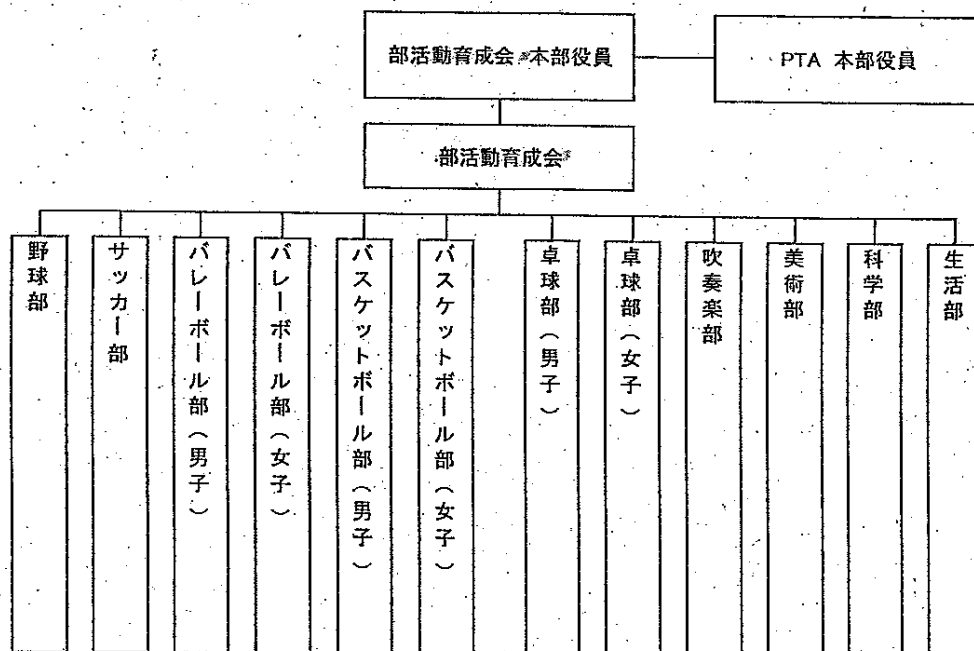 部活動育成会 本部役員
PTA 本部役員
部活動育成会
野球部
サッカー部
バレーボール部(男子)
バレーボール部(女子)
バスケットボール部(男子)
バスケットボール部(女子)
卓球部(男子)
卓球部(女子)
吹奏楽部
美術部
科学部
生活部